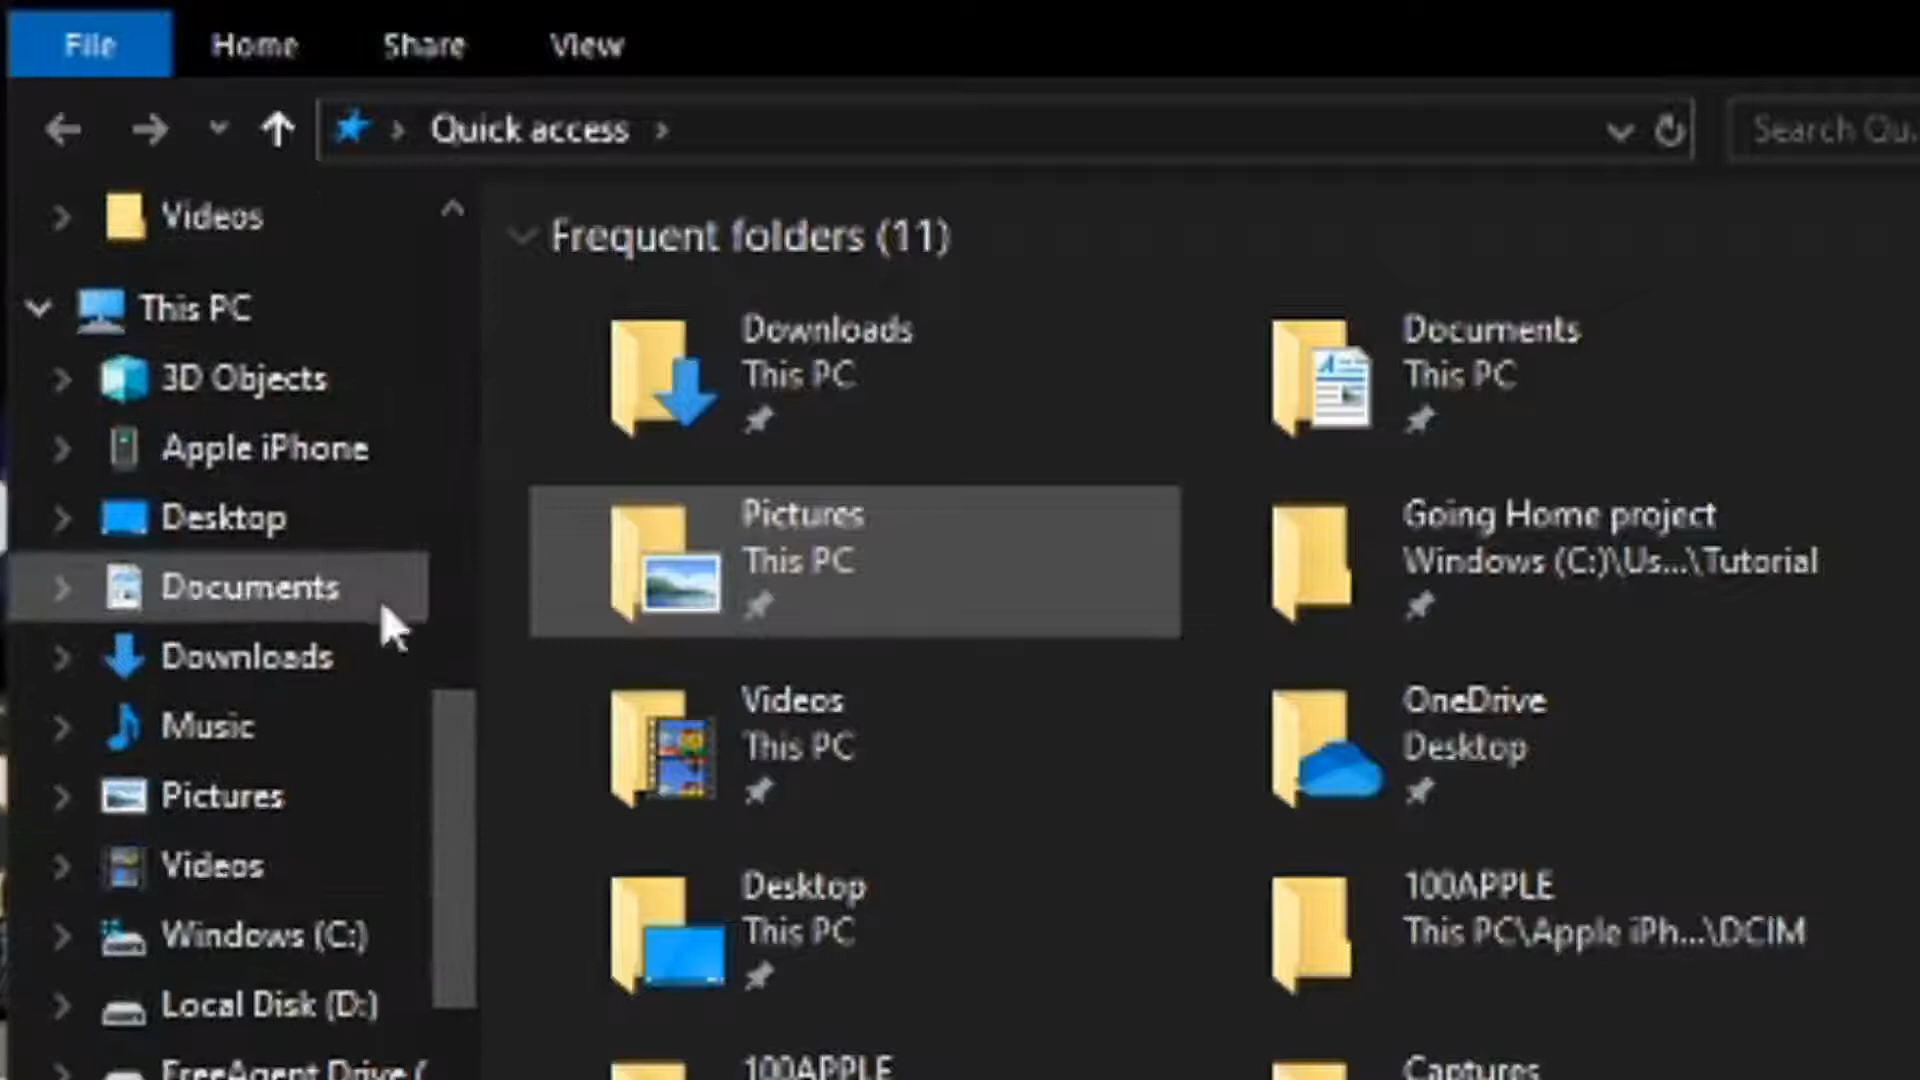 File Home Share View
Quick access
Search Qu...
Videos
This PC
3D Objects
Apple iPhone
Desktop
Documents
Downloads
Music
Pictures
Videos
Windows (C:)
Local Disk (D:)
FreeAgent Drive (
Frequent folders (11)
Downloads
This PC
Documents
This PC
Pictures
This PC
Going Home project
Windows (C:)\Us...\Tutorial
Videos
This PC
OneDrive
Desktop
Desktop
This PC
100APPLE
This PC\Apple iPh...\DCIM
100APPLE
Captures